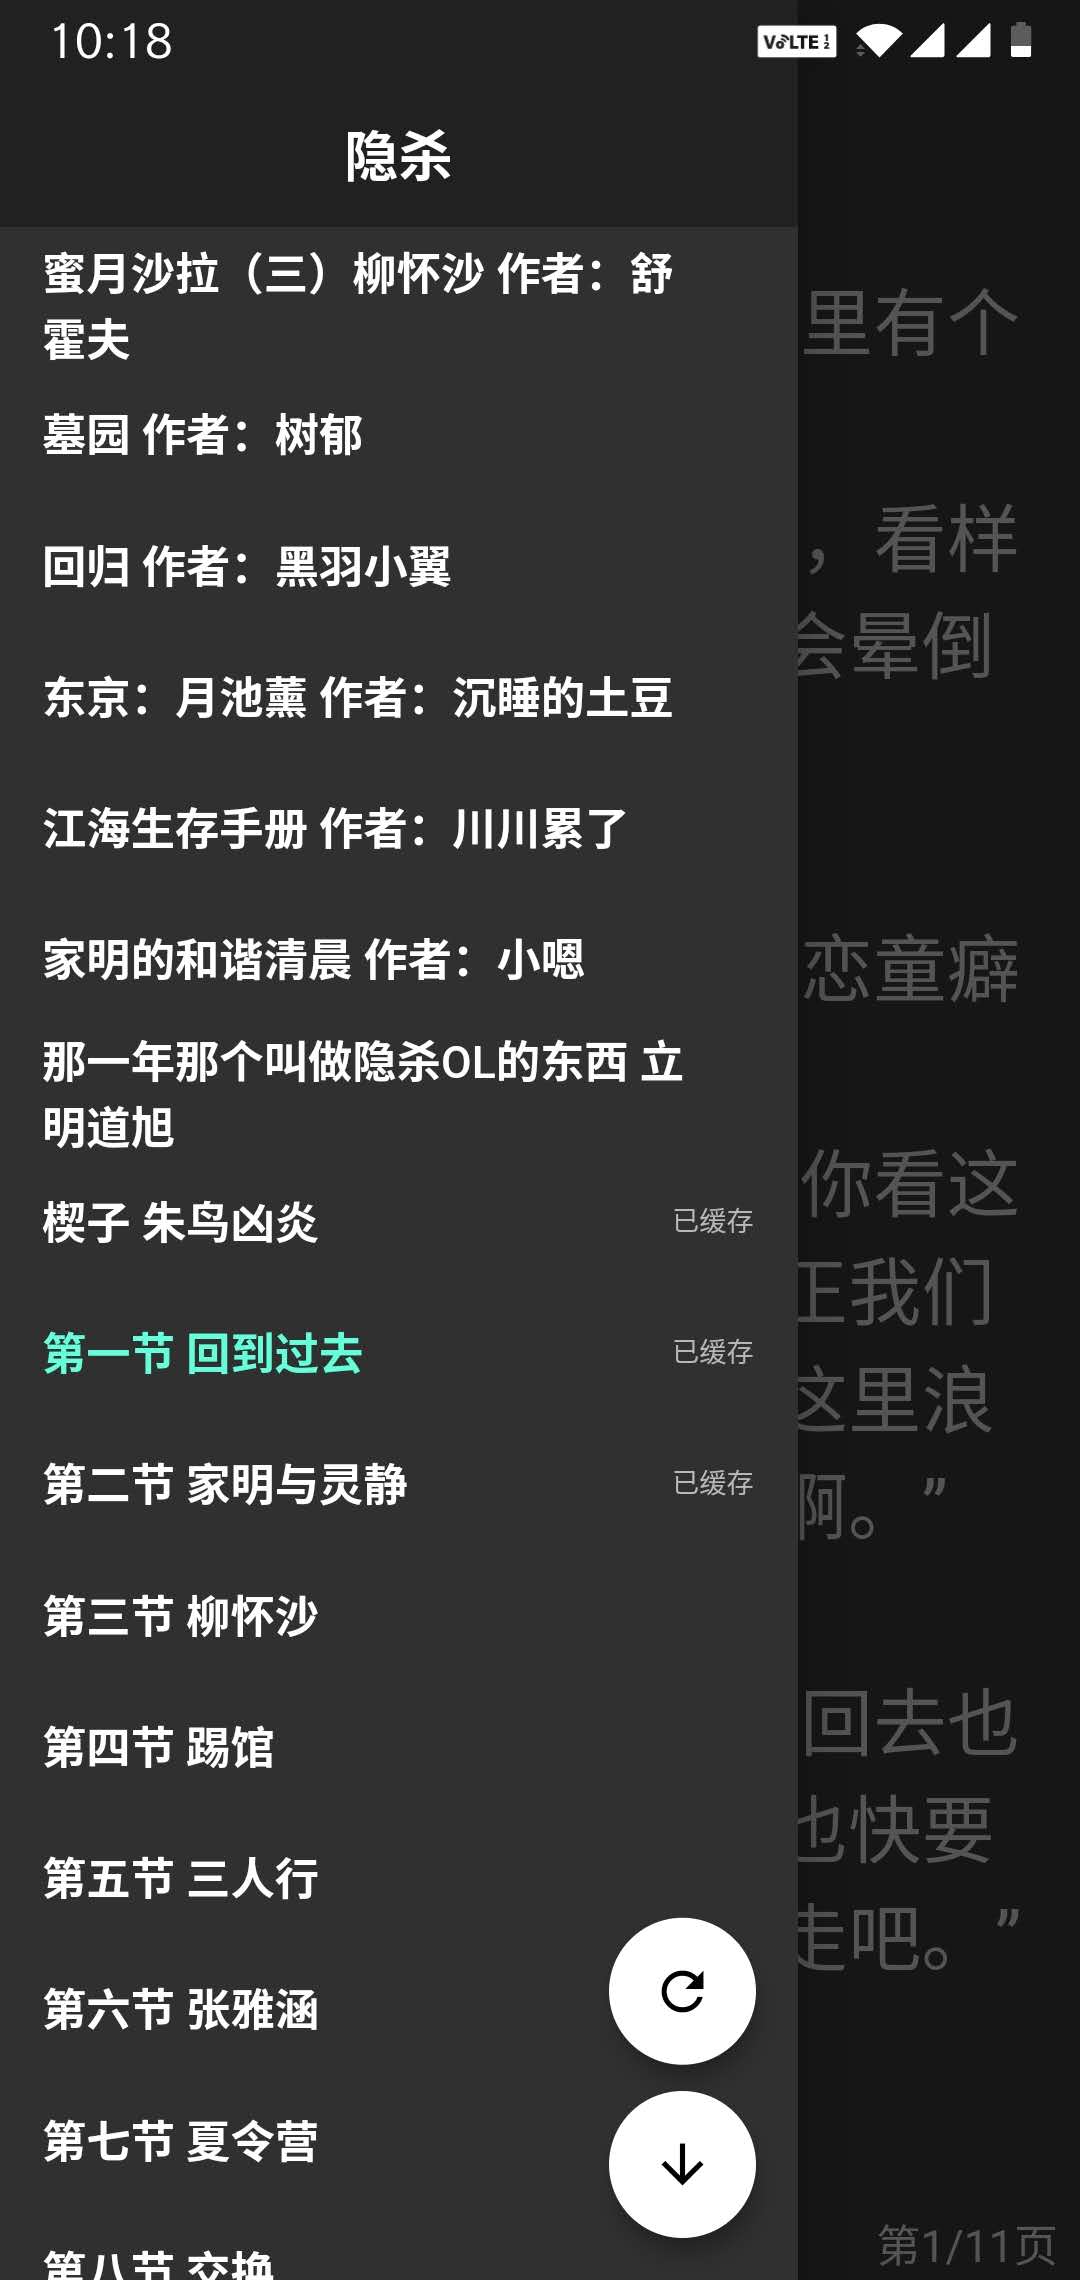 10:18
VoLTE 1 2
隐杀
蜜月沙拉（三）柳怀沙 作者：舒
霍夫
墓园 作者：树郁
回归 作者：黑羽小翼
东京：月池薰 作者：沉睡的土豆
江海生存手册 作者：川川累了
家明的和谐清晨 作者：小嗯
那一年那个叫做隐杀OL的东西 立
明道旭
楔子 朱鸟凶炎
已缓存
第一节 回到过去
已缓存
第二节 家明与灵静
已缓存
第三节 柳怀沙
第四节 踢馆
第五节 三人行
第六节 张雅涵
第七节 夏令营
第八节 交换
里有个
，看样
会晕倒
恋童癖
你看这
正我们
这里浪
啊。”
回去也
也快要
走吧。”
第1/11页